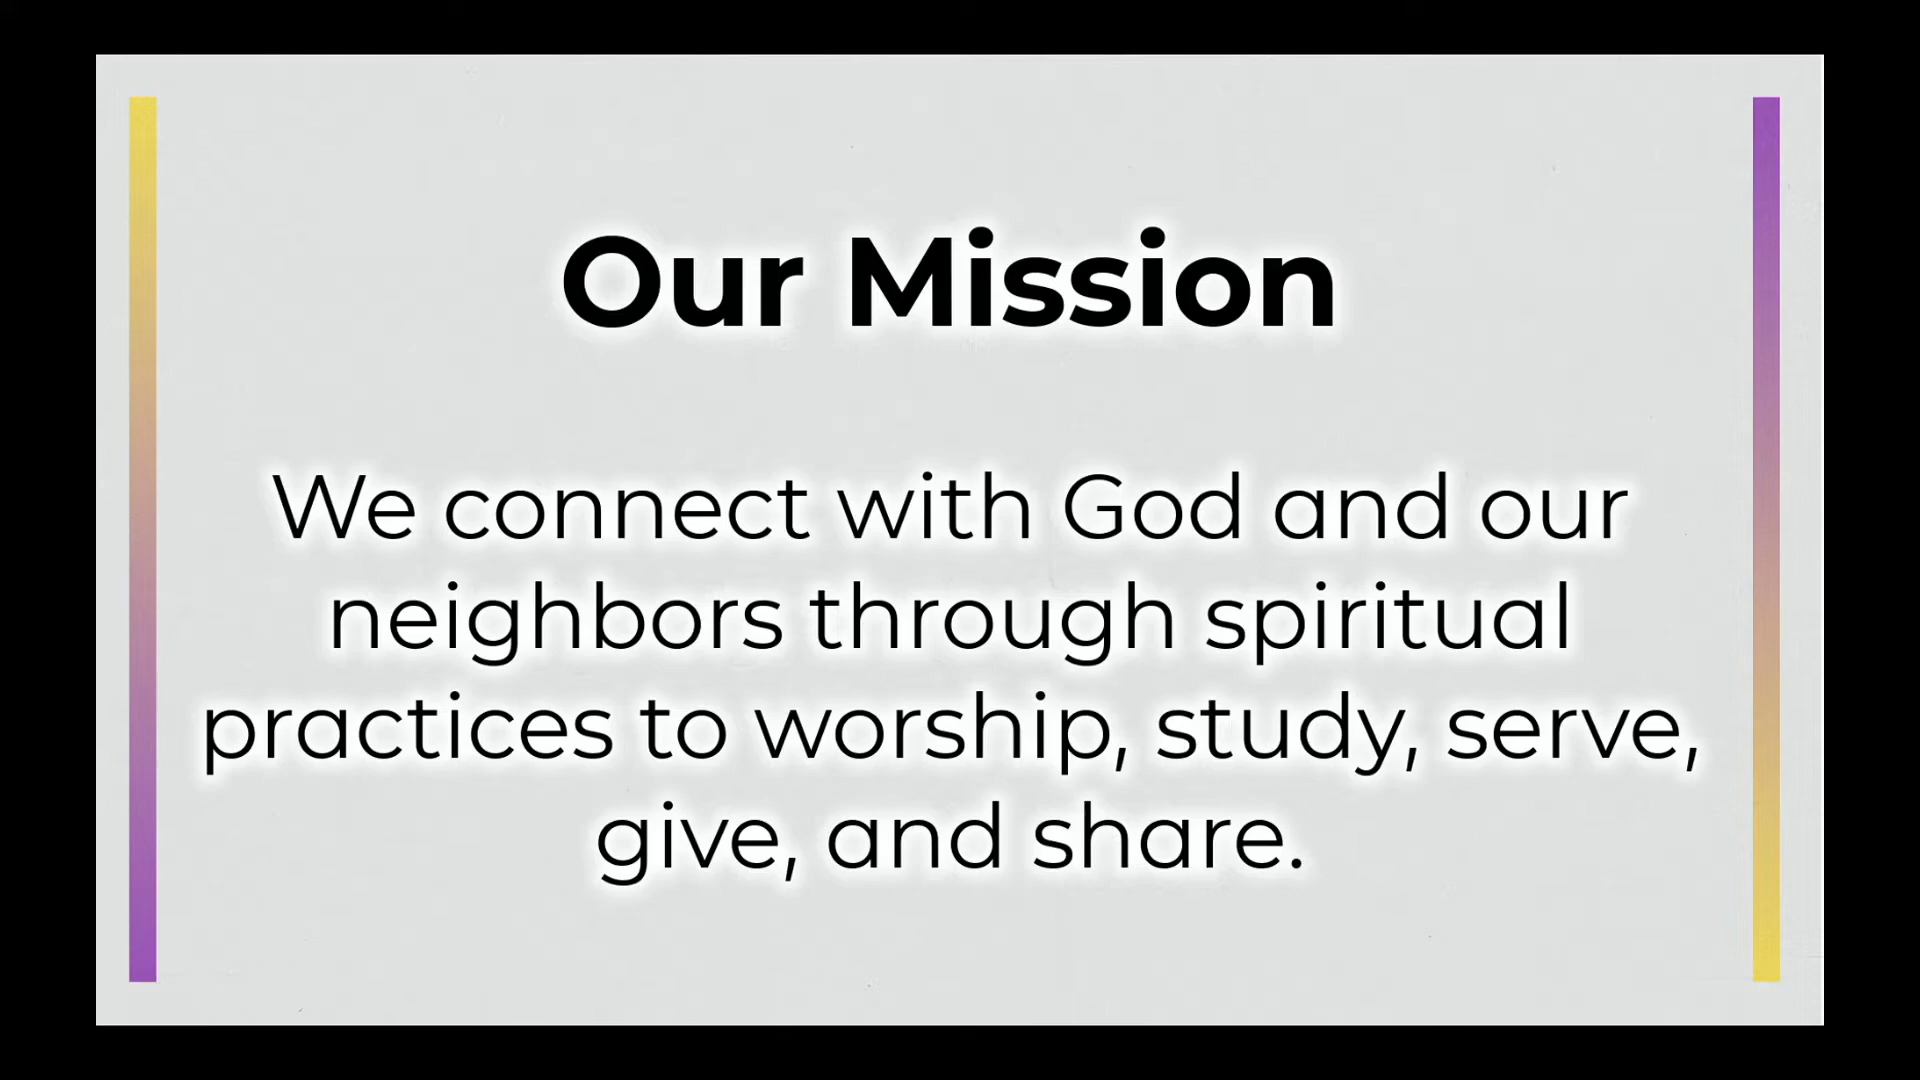 Our Mission
We connect with God and our
neighbors through spiritual
practices to worship, study, serve,
give, and share.